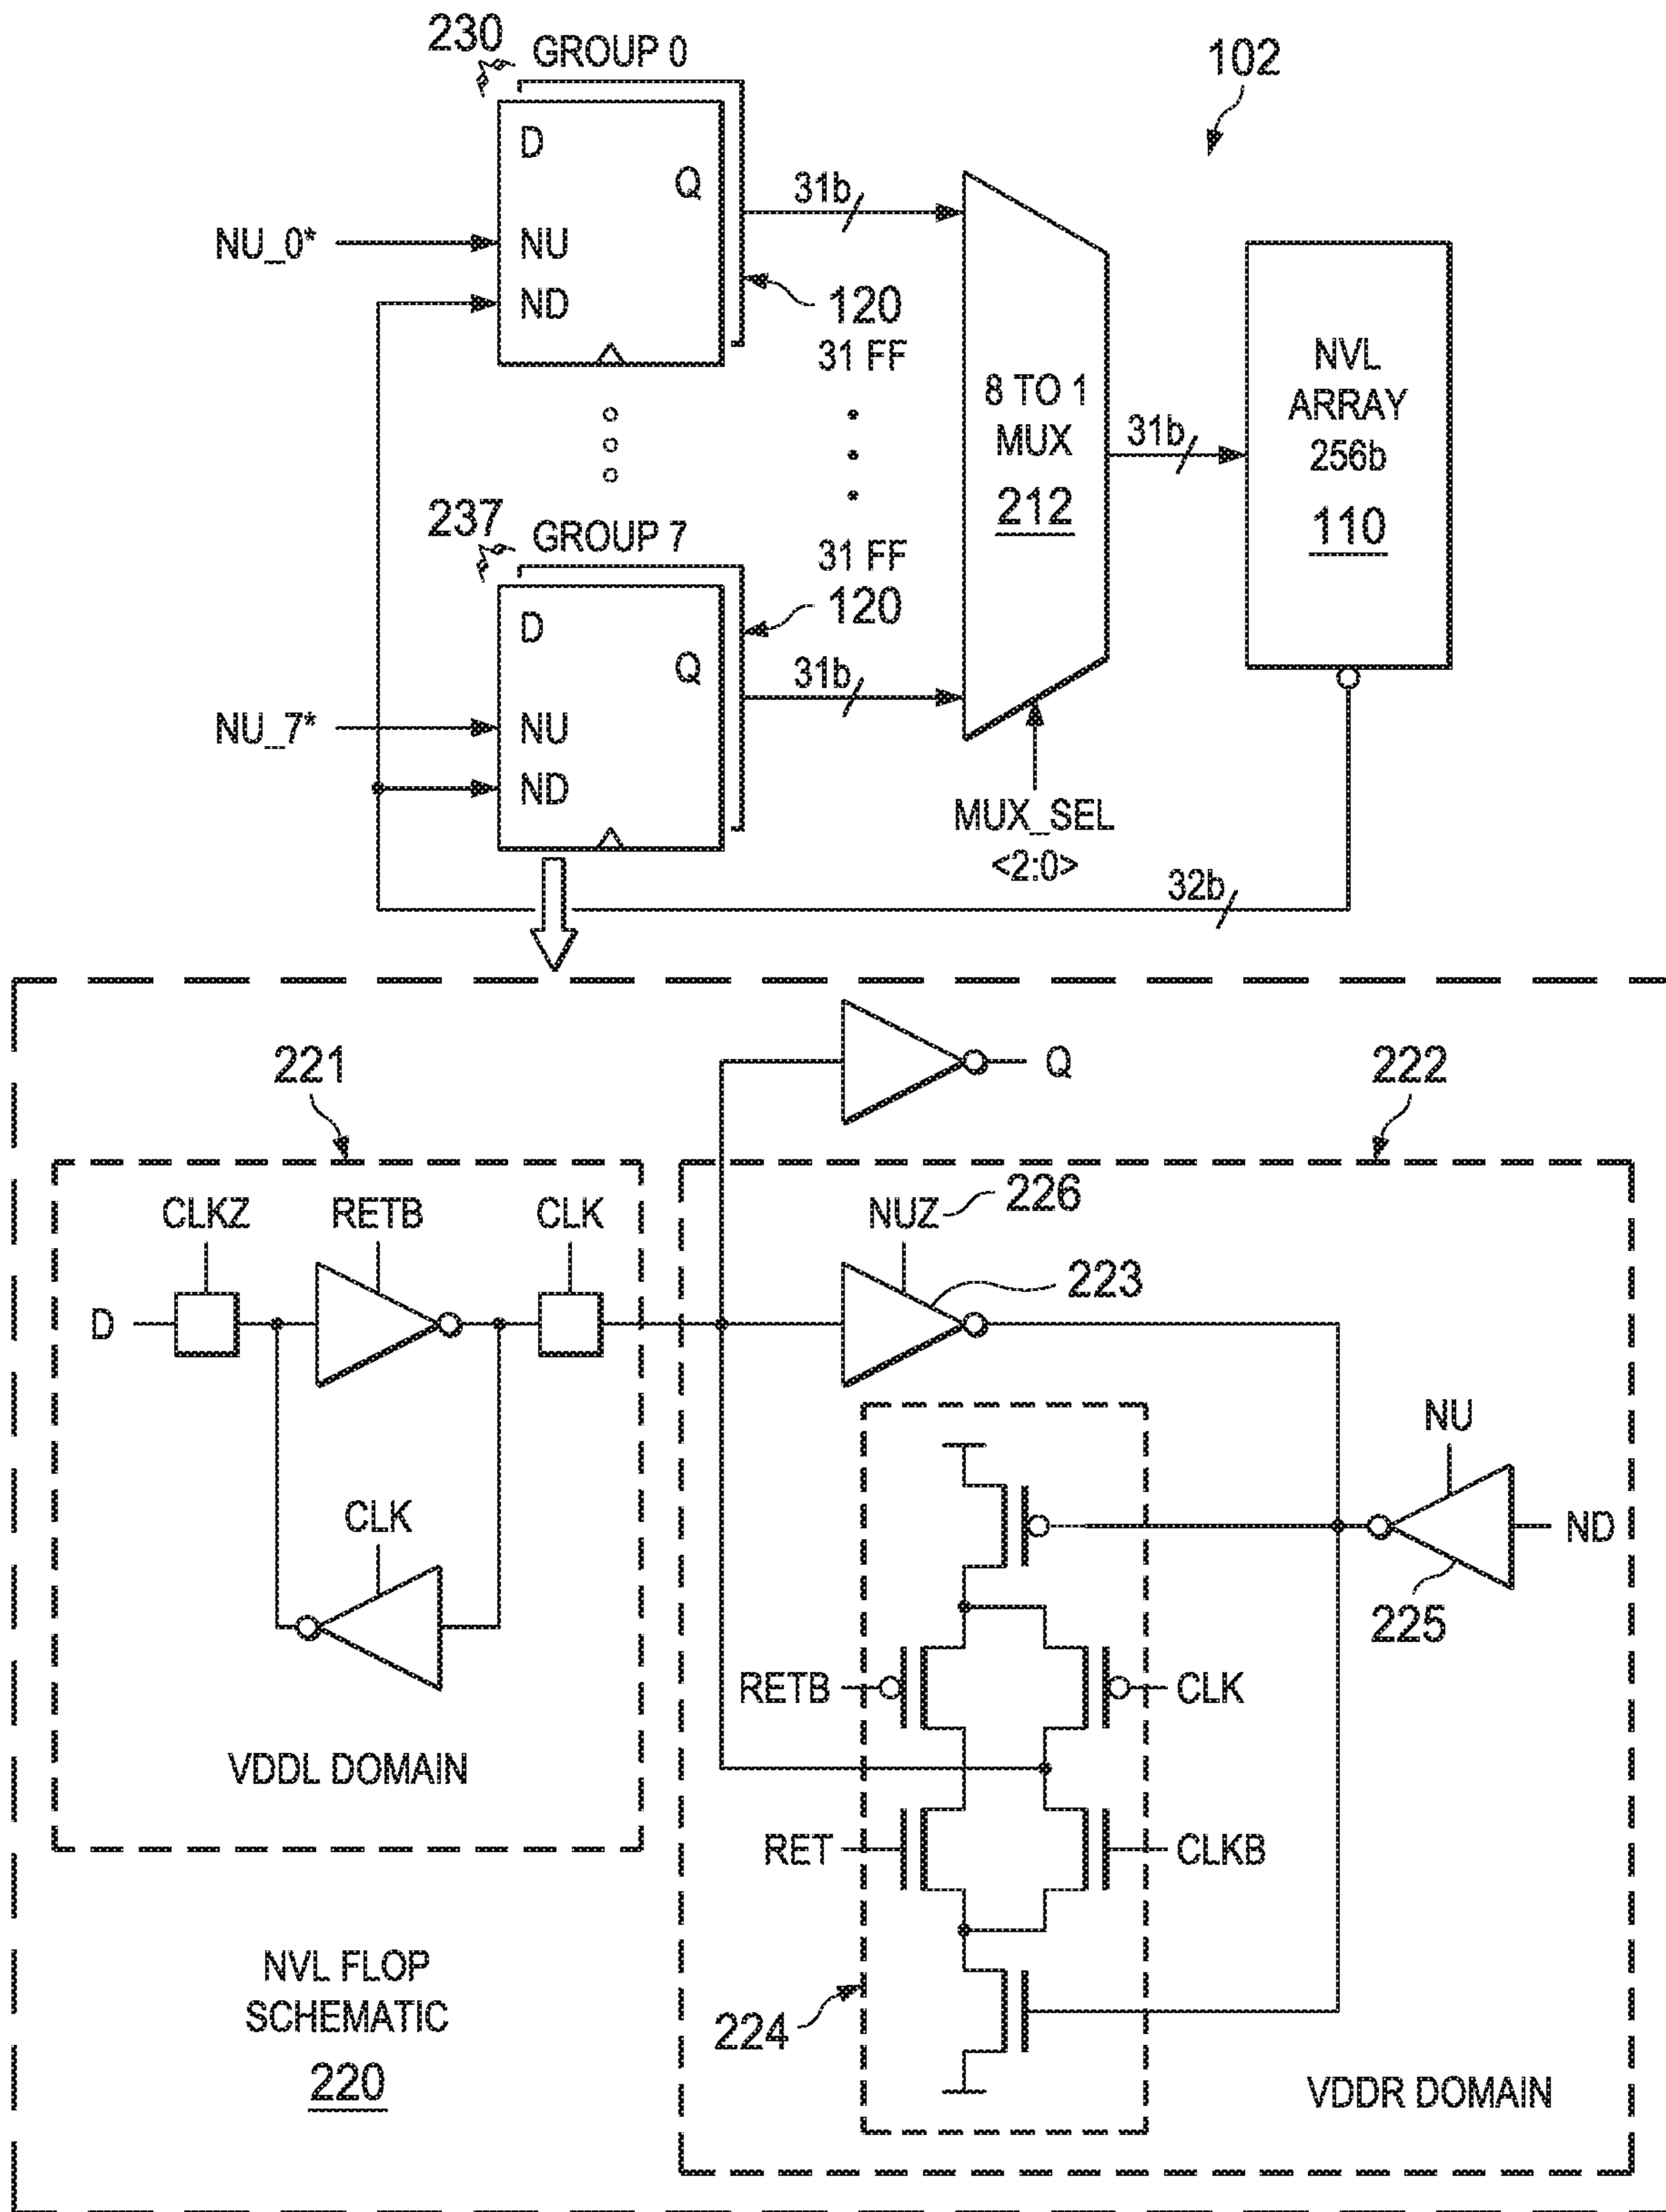 230
GROUP 0
102
D
Q
31b
NU_0*
NU
ND
120
31 FF
8 TO 1
MUX
212
31b
NVL
ARRAY
256b
110
237
GROUP 7
31 FF
120
D
Q
31b
NU_7*
NU
ND
MUX_SEL
<2:0>
32b
221
Q
222
CLKZ
RETB
CLK
NUZ
226
D
223
CLK
NU
ND
225
RETB
CLK
VDDL DOMAIN
RET
CLKB
NVL FLOP
SCHEMATIC
220
224
VDDR DOMAIN